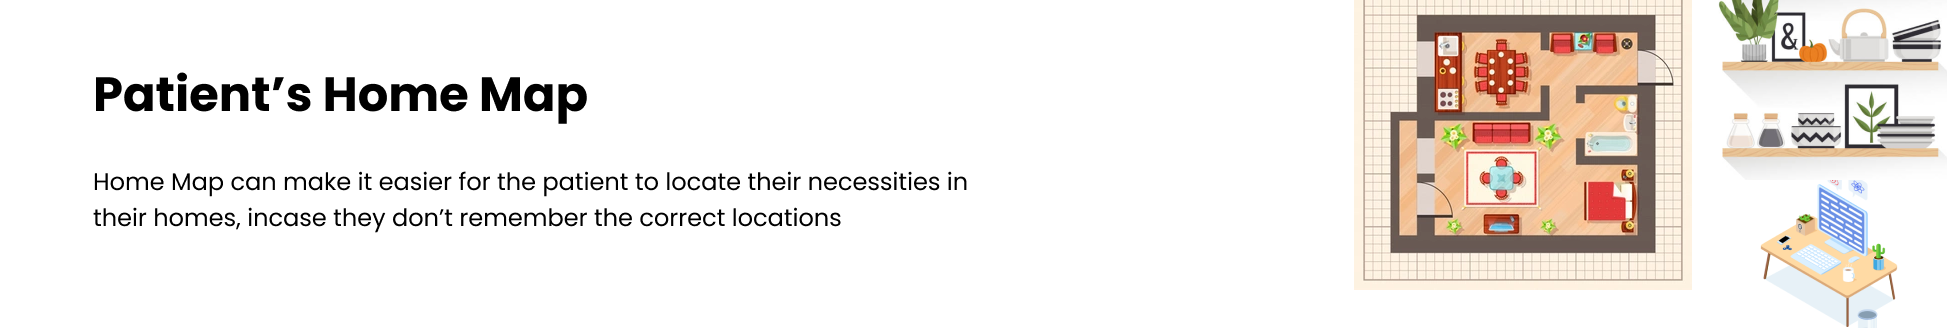 Patient’s Home Map
Home Map can make it easier for the patient to locate their necessities in
their homes, incase they don’t remember the correct locations
&